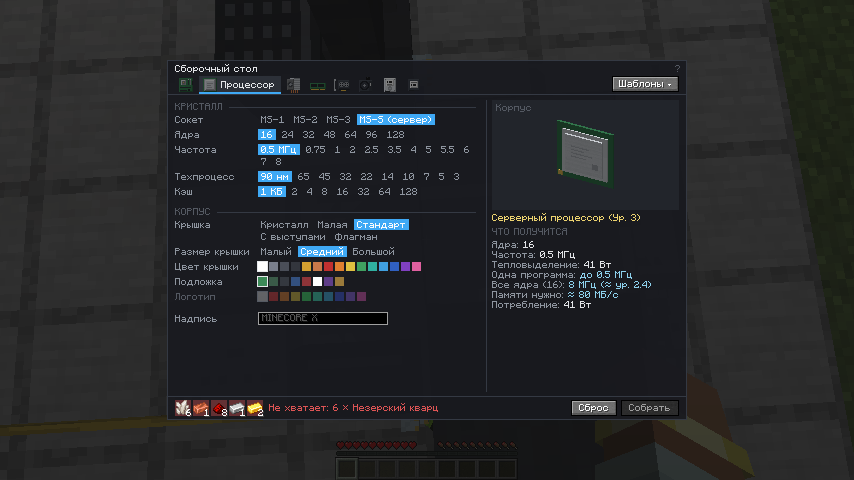 Сборочный стол
?
Процессор
Шаблоны
КРИСТАЛЛ
Сокет MS-1 MS-2 MS-3 MS-S (сервер)
Ядра 16 24 32 48 64 96 128
Частота 0.5 МГц 0.75 1 2 2.5 3.5 4 5 5.5 6
7 8
Техпроцесс 90 нм 65 45 32 22 14 10 7 5 3
Кэш 1 КБ 2 4 8 16 32 64 128
КОРПУС
Крышка Кристалл Малая Стандарт
С выступами Флагман
Размер крышки Малый Средний Большой
Цвет крышки
Подложка
Логотип
Надпись MINECORE X
Корпус
Серверный процессор (Ур. 3)
ЧТО ПОЛУЧИТСЯ
Ядра: 16
Частота: 0.5 МГц
Тепловыделение: 41 Вт
Одна программа: до 0.5 МГц
Все ядра (16): 8 МГц (≈ ур. 2.4)
Памяти нужно: ≈ 80 МБ/с
Потребление: 41 Вт
6 1 8 1 2 Не хватает: 6 × Незерский кварц
Сброс Собрать